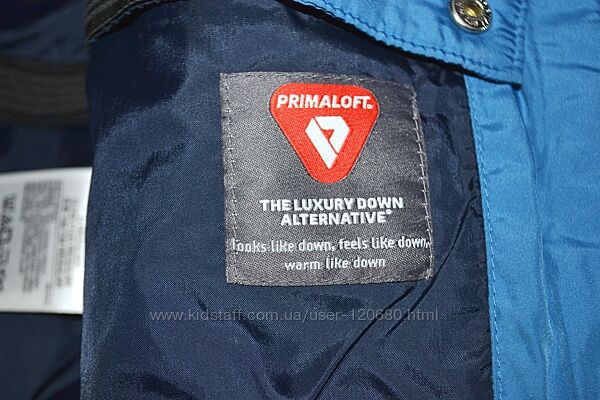 PRIMALOFT®
THE LUXURY DOWN
ALTERNATIVE®
looks like down, feels like down,
warm like down
www.kidstaff.com.ua/user-120680.html